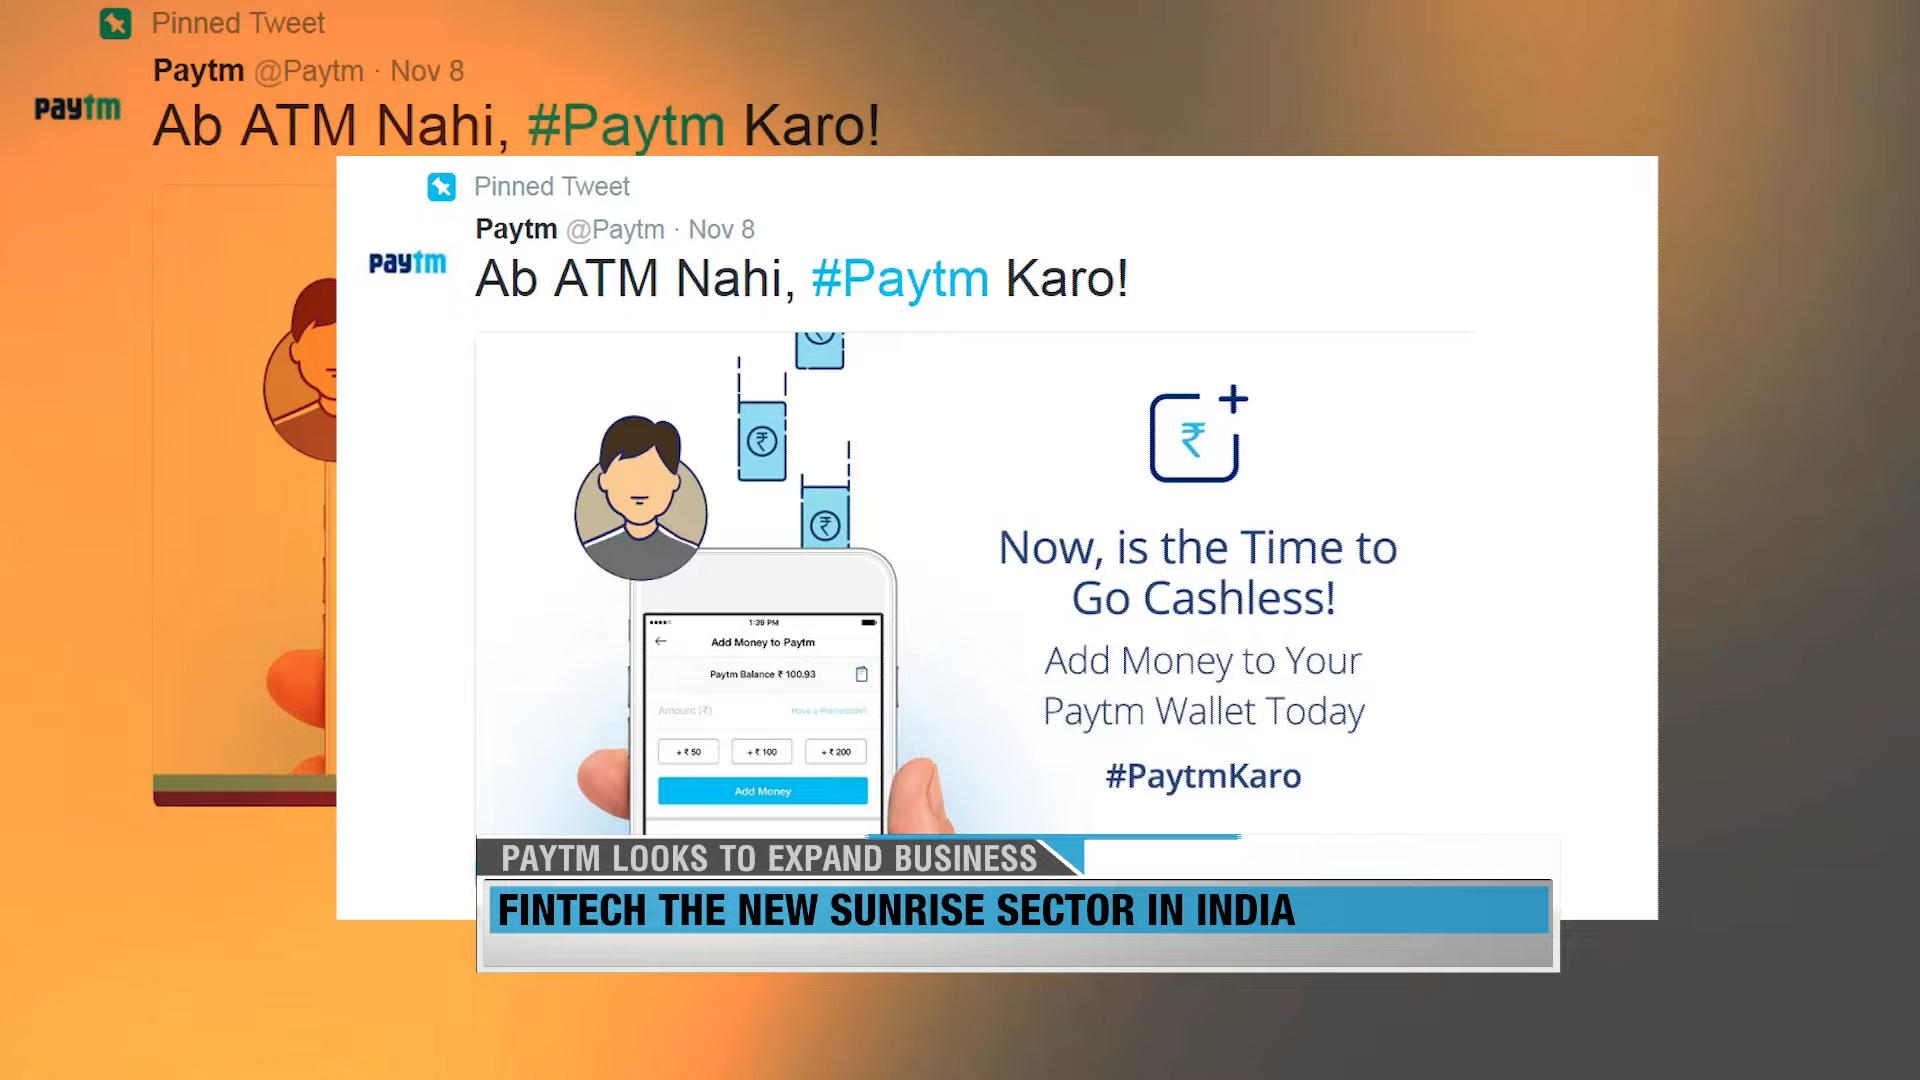 Pinned Tweet
Paytm @Paytm · Nov 8
paytm
Ab ATM Nahi, #Paytm Karo!
Pinned Tweet
Paytm @Paytm · Nov 8
paytm
Ab ATM Nahi, #Paytm Karo!
₹
₹
₹
Now, is the Time to
Go Cashless!
Add Money to Your
Paytm Wallet Today
#PaytmKaro
1:39 PM
Add Money to Paytm
Paytm Balance ₹ 100.93
Amount (₹) Have a Promocode?
+ ₹ 50 + ₹ 100 + ₹ 200
Add Money
PAYTM LOOKS TO EXPAND BUSINESS
FINTECH THE NEW SUNRISE SECTOR IN INDIA